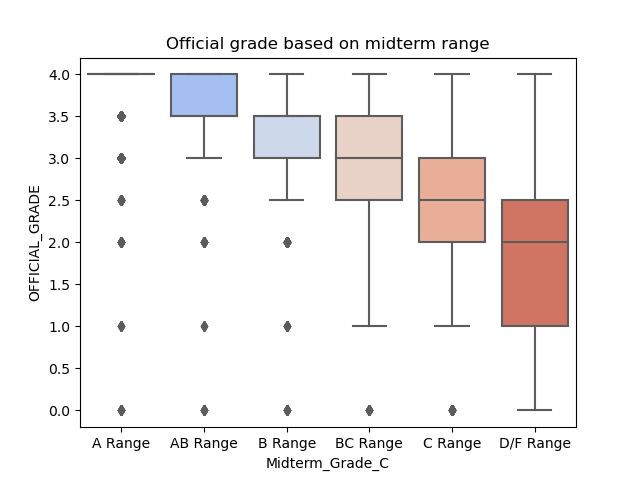 Official grade based on midterm range
OFFICIAL_GRADE
4.0
3.5
3.0
2.5
2.0
1.5
1.0
0.5
0.0
A Range AB Range B Range BC Range C Range D/F Range
Midterm_Grade_C